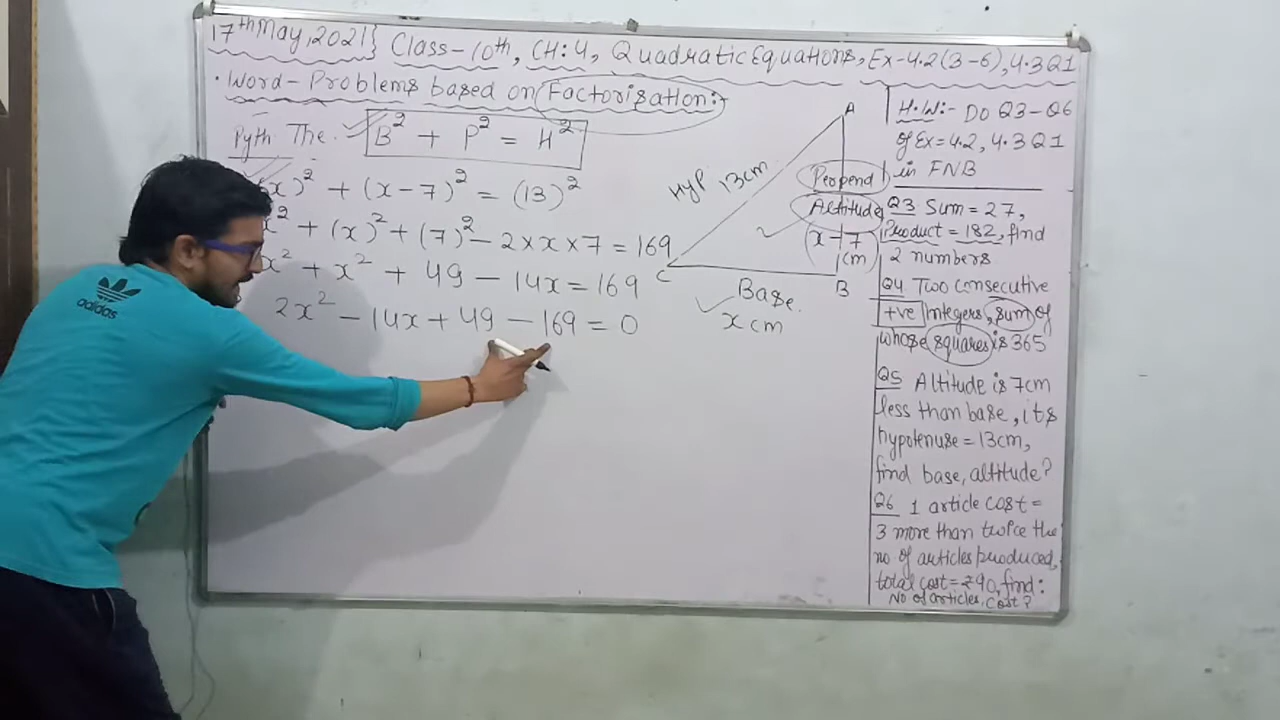 17th May, 2021} Class-10th, CH:4, Quadratic Equations, Ex-4.2(3-6), 4.3Q1
· Word-Problems based on Factorisation:-
Pyth The. B² + P² = H²
x)² + (x-7)² = (13)²
x² + (x)² + (7)² - 2×x×7 = 169
x² + x² + 49 - 14x = 169
2x² - 14x + 49 - 169 = 0
A
Hyp 13cm
Perpend
Altitude
(x-7
cm)
C
B
Base.
x cm
H.W:- Do Q3-Q6
of Ex=4.2, 4.3Q1
in FNB
Q3 Sum = 27,
Product = 182, find
2 numbers
Q4 Two consecutive
+ve Integers, sum of
whose squares is 365
Q5 Altitude is 7cm
less than base, its
hypotenuse = 13cm,
find base, altitude?
Q6 1 article cost =
3 more than twice the
no of articles produced,
total cost = ₹90, find:
No of articles, cost?
adidas